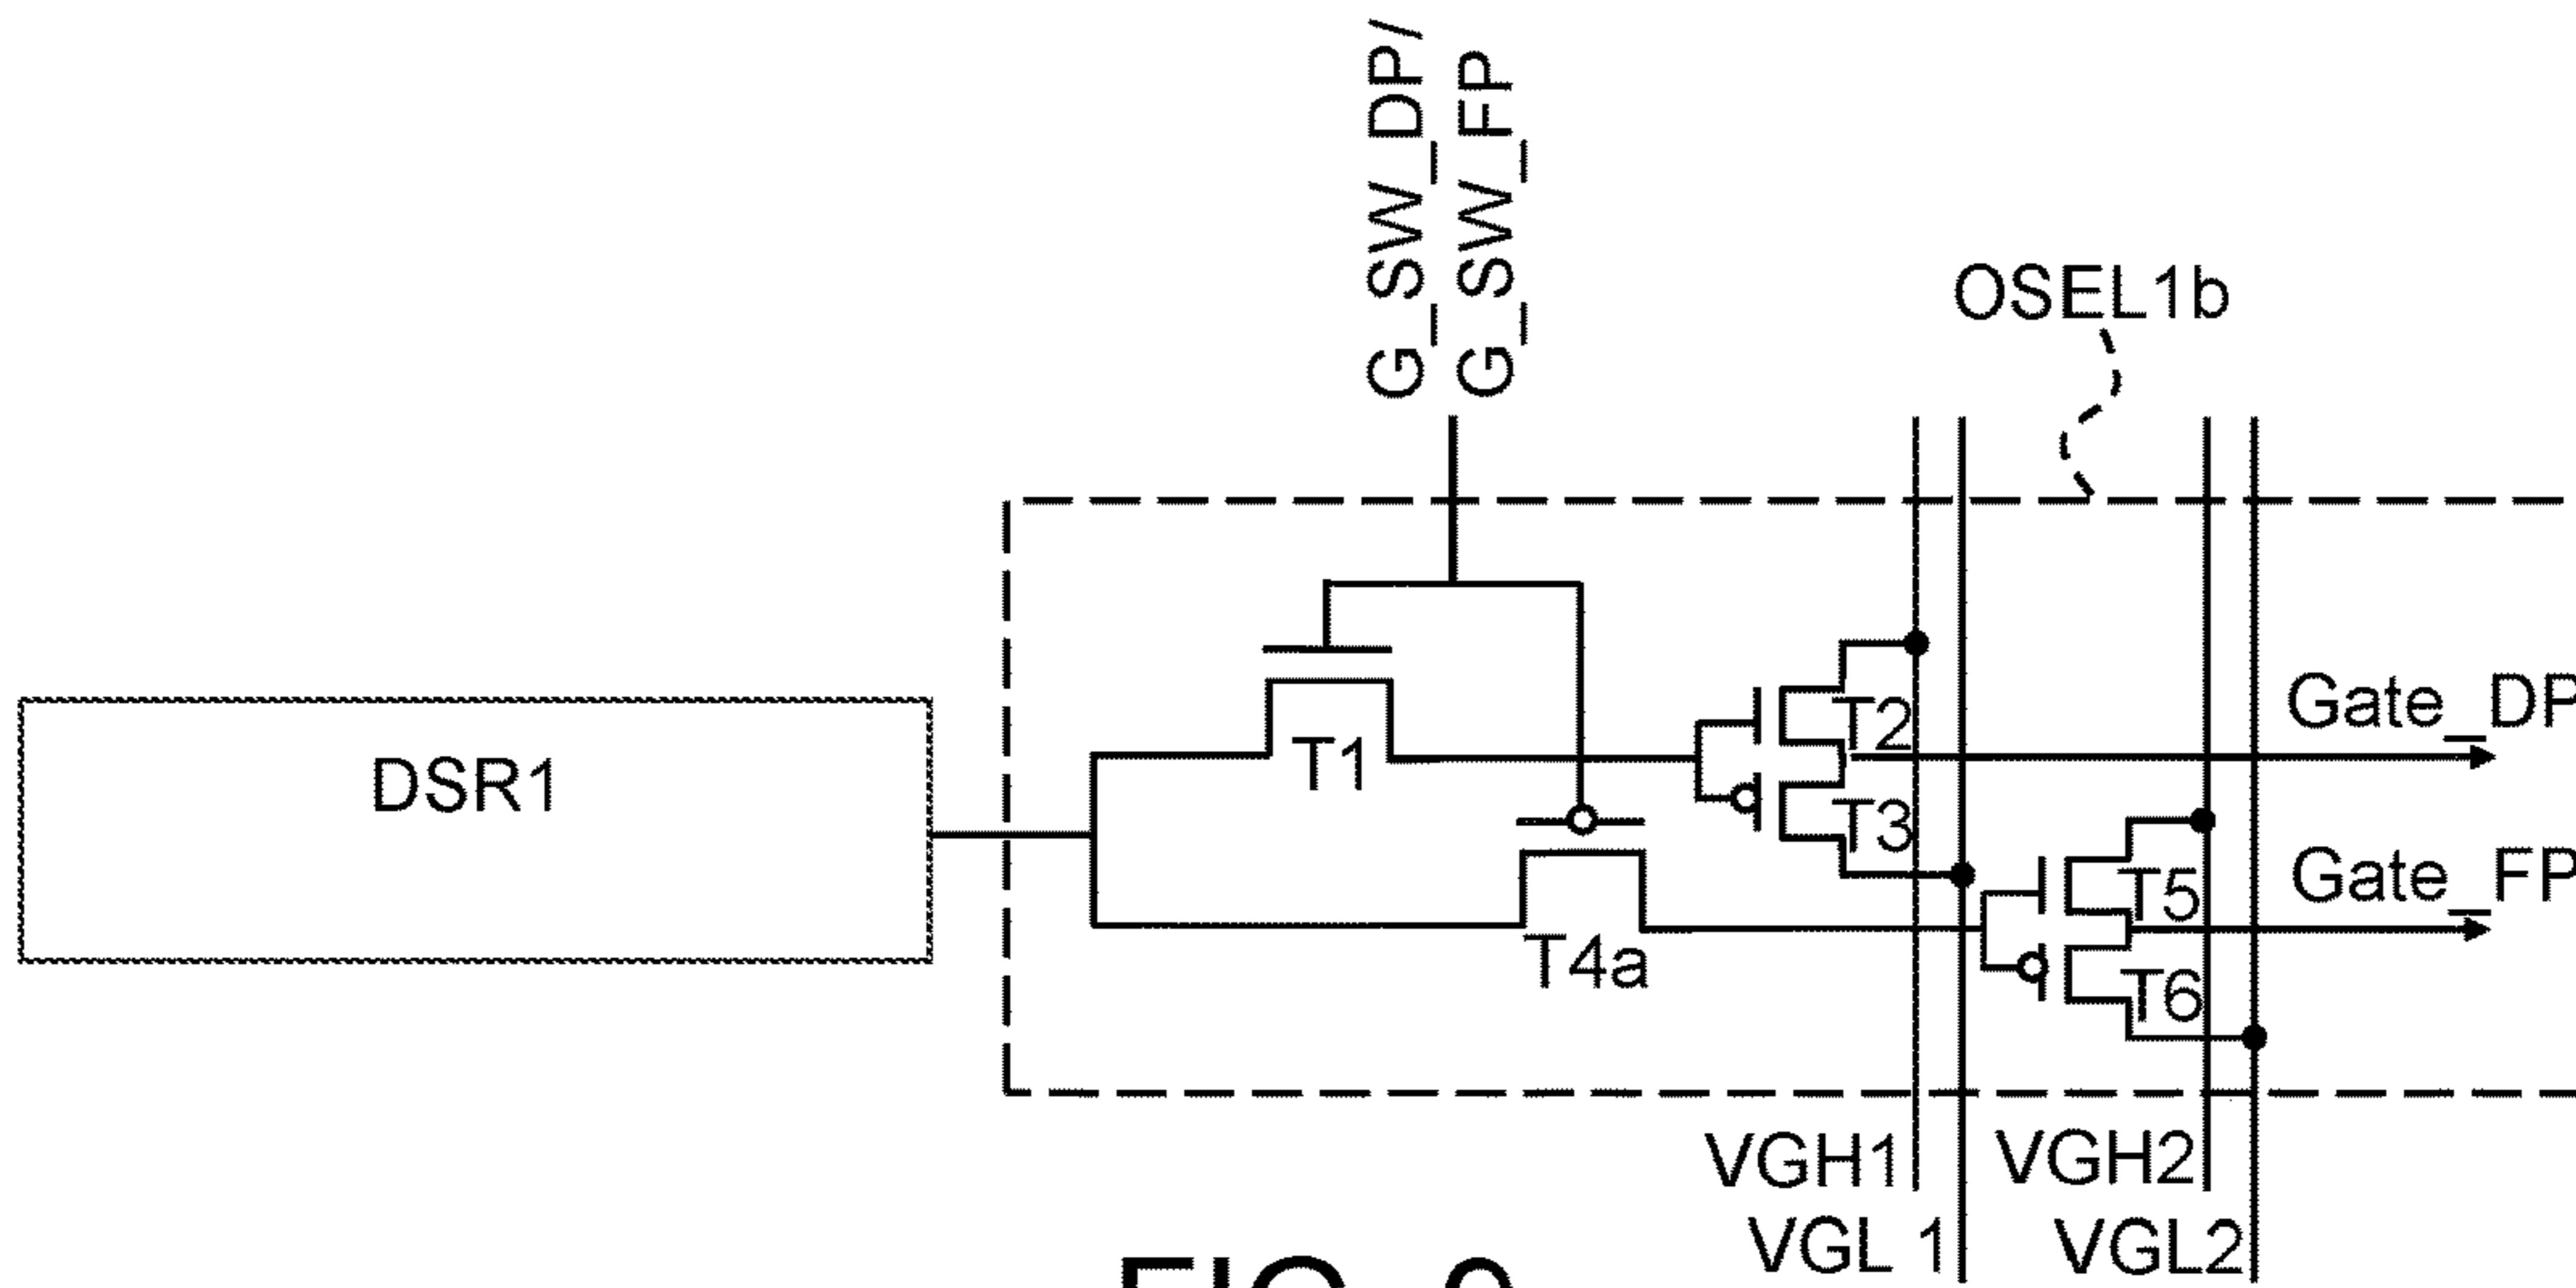 G_SW_DP/
G_SW_FP
OSEL1b
DSR1
T1
T2
T3
T4a
T5
T6
Gate_DP
Gate_FP
VGH1
VGH2
VGL 1
VGL2